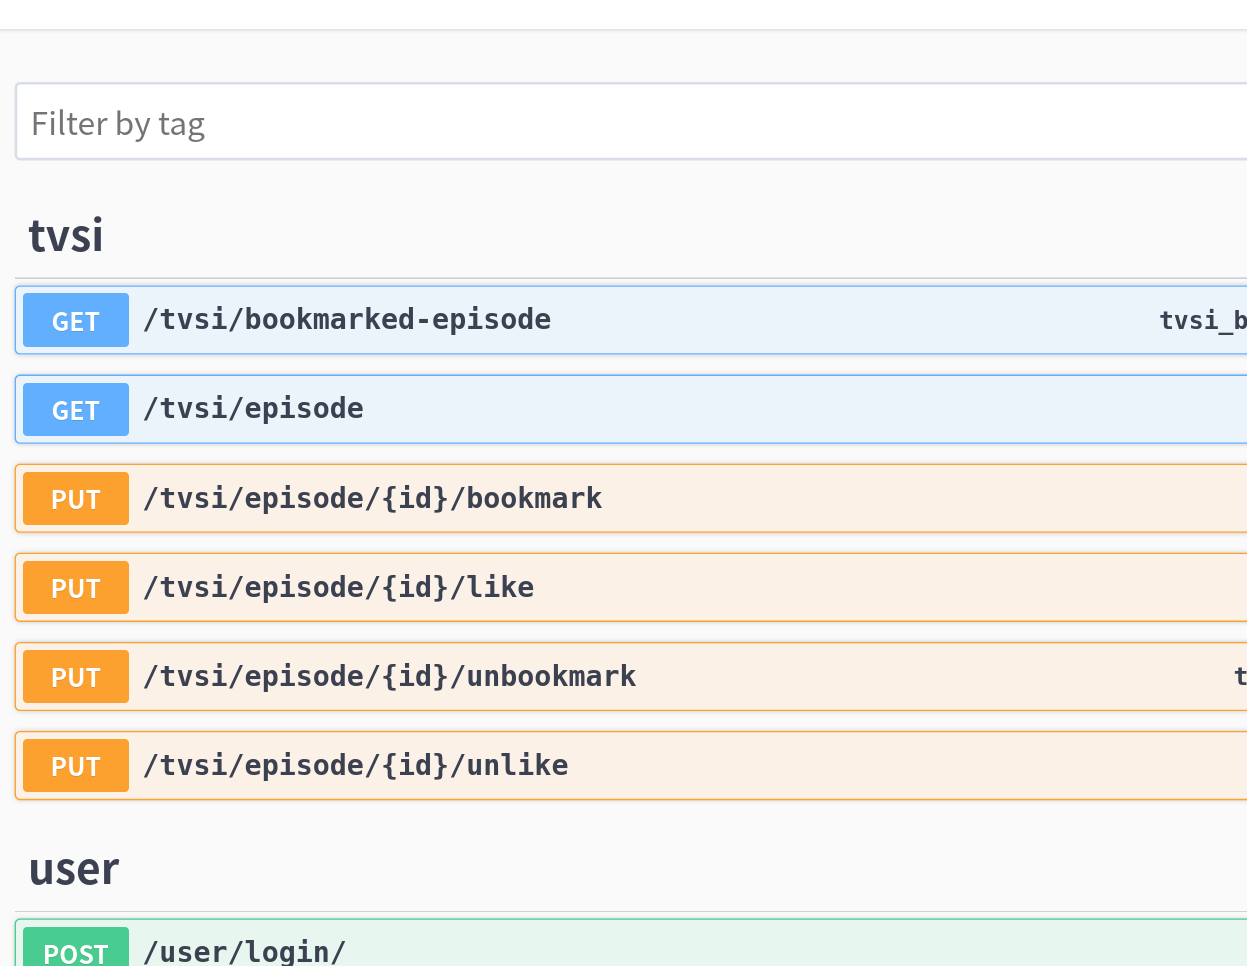 Filter by tag
tvsi
GET /tvsi/bookmarked-episode tvsi_b
GET /tvsi/episode
PUT /tvsi/episode/{id}/bookmark
PUT /tvsi/episode/{id}/like
PUT /tvsi/episode/{id}/unbookmark t
PUT /tvsi/episode/{id}/unlike
user
POST /user/login/